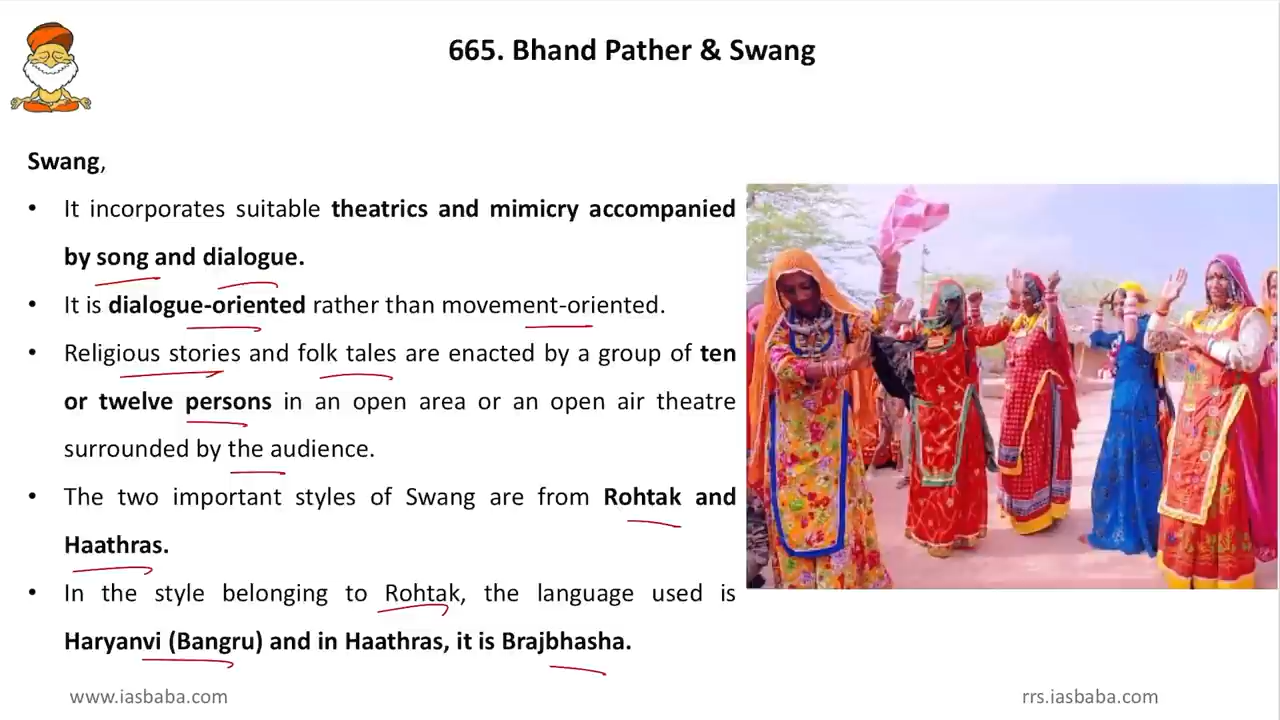 665. Bhand Pather & Swang
Swang,
• It incorporates suitable theatrics and mimicry accompanied
by song and dialogue.
• It is dialogue-oriented rather than movement-oriented.
• Religious stories and folk tales are enacted by a group of ten
or twelve persons in an open area or an open air theatre
surrounded by the audience.
• The two important styles of Swang are from Rohtak and
Haathras.
• In the style belonging to Rohtak, the language used is
Haryanvi (Bangru) and in Haathras, it is Brajbhasha.
www.iasbaba.com
rrs.iasbaba.com